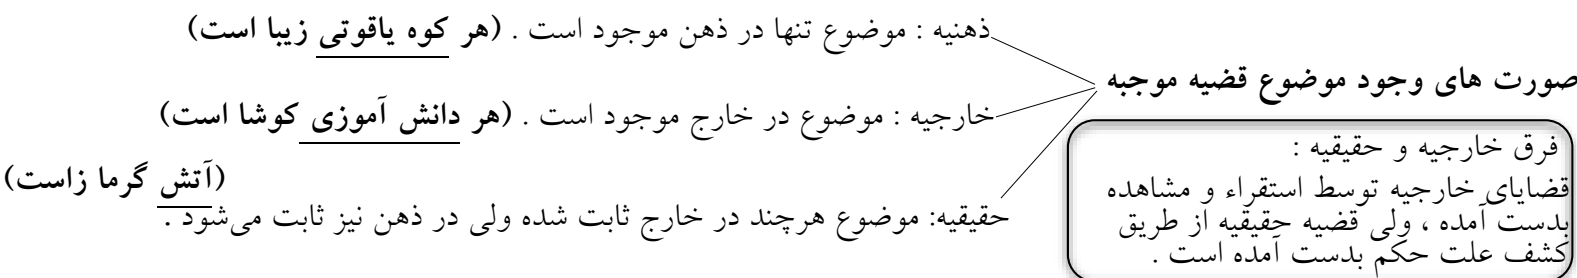 صورت های وجود موضوع قضیه موجبه
ذهنیه : موضوع تنها در ذهن موجود است . (هر کوه یاقوتی زیبا است)
خارجیه : موضوع در خارج موجود است . (هر دانش آموزی کوشا است)
حقیقیه: موضوع هرچند در خارج ثابت شده ولی در ذهن نیز ثابت می‌شود .
(آتش گرما زاست)
فرق خارجیه و حقیقیه :
قضایای خارجیه توسط استقراء و مشاهده
بدست آمده ، ولی قضیه حقیقیه از طریق
کشف علت حکم بدست آمده است .